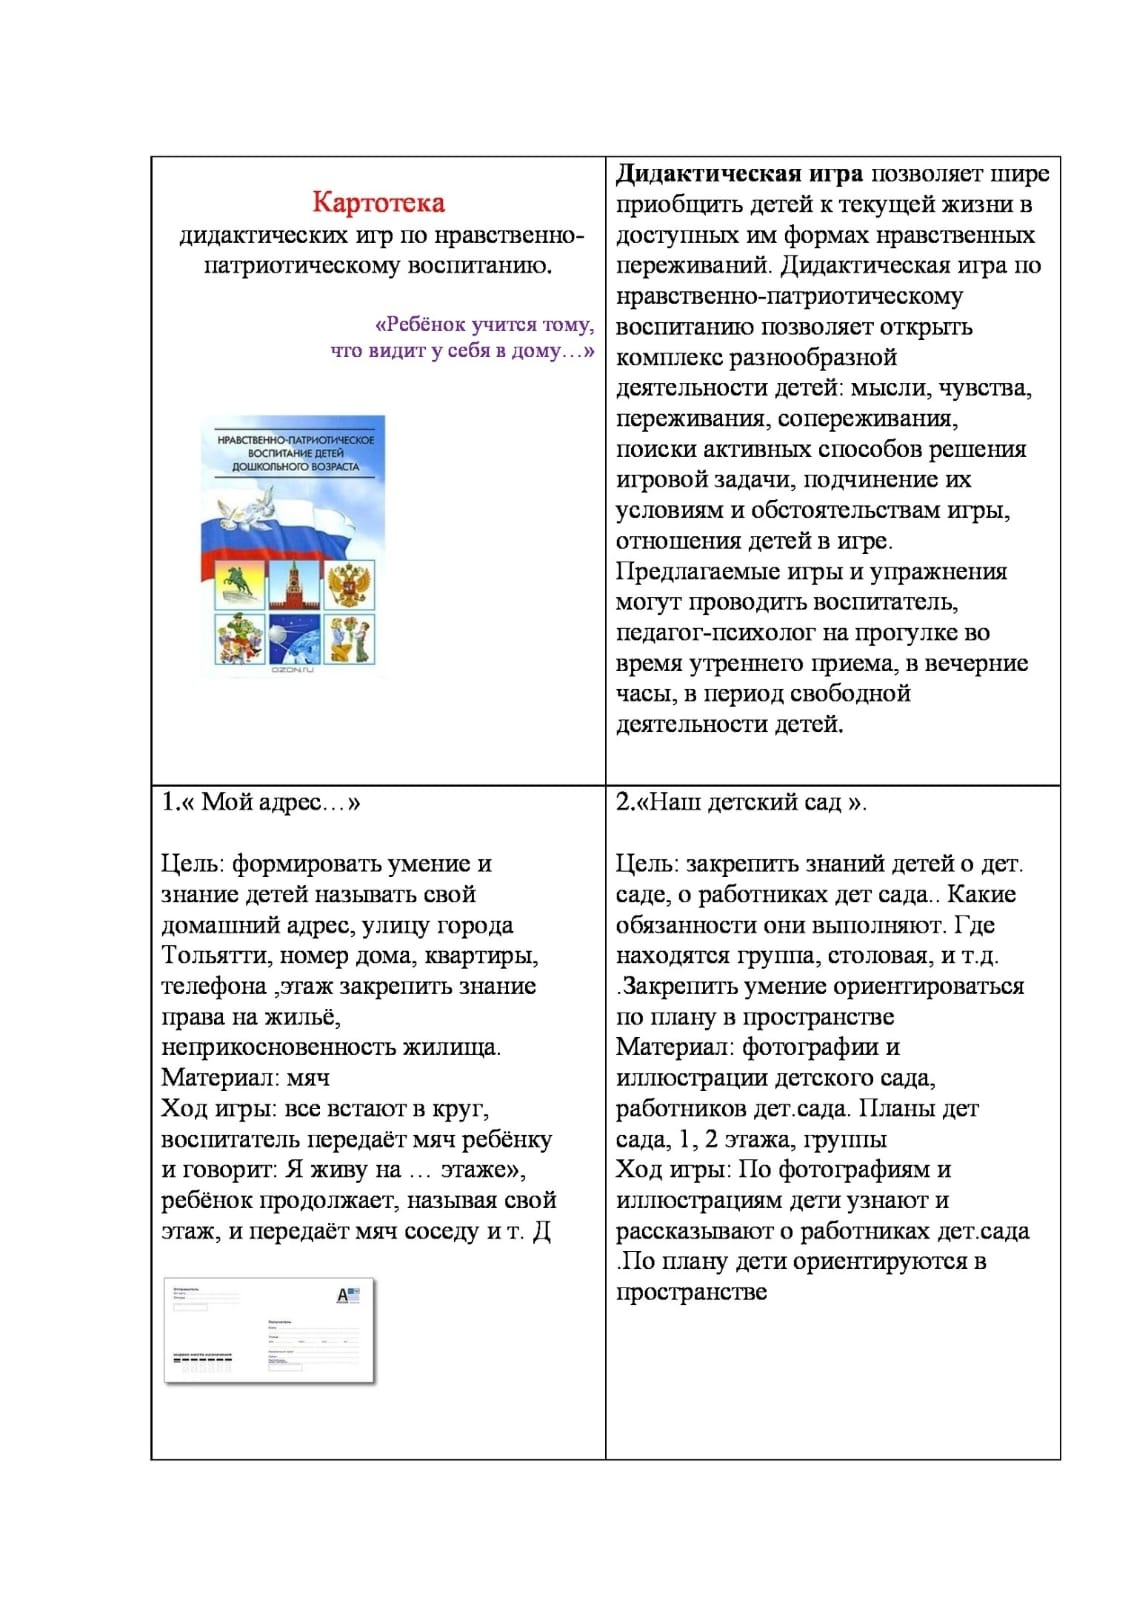 Картотека
дидактических игр по нравственно-
патриотическому воспитанию.
«Ребёнок учится тому,
что видит у себя в дому…»
НРАВСТВЕННО-ПАТРИОТИЧЕСКОЕ
ВОСПИТАНИЕ ДЕТЕЙ
ДОШКОЛЬНОГО ВОЗРАСТА
OZON.RU
Дидактическая игра позволяет шире
приобщить детей к текущей жизни в
доступных им формах нравственных
переживаний. Дидактическая игра по
нравственно-патриотическому
воспитанию позволяет открыть
комплекс разнообразной
деятельности детей: мысли, чувства,
переживания, сопереживания,
поиски активных способов решения
игровой задачи, подчинение их
условиям и обстоятельствам игры,
отношения детей в игре.
Предлагаемые игры и упражнения
могут проводить воспитатель,
педагог-психолог на прогулке во
время утреннего приема, в вечерние
часы, в период свободной
деятельности детей.
1.« Мой адрес…»
Цель: формировать умение и
знание детей называть свой
домашний адрес, улицу города
Тольятти, номер дома, квартиры,
телефона ,этаж закрепить знание
права на жильё,
неприкосновенность жилища.
Материал: мяч
Ход игры: все встают в круг,
воспитатель передаёт мяч ребёнку
и говорит: Я живу на … этаже»,
ребёнок продолжает, называя свой
этаж, и передаёт мяч соседу и т. Д
А
2.«Наш детский сад ».
Цель: закрепить знаний детей о дет.
саде, о работниках дет сада.. Какие
обязанности они выполняют. Где
находятся группа, столовая, и т.д.
.Закрепить умение ориентироваться
по плану в пространстве
Материал: фотографии и
иллюстрации детского сада,
работников дет.сада. Планы дет
сада, 1, 2 этажа, группы
Ход игры: По фотографиям и
иллюстрациям дети узнают и
рассказывают о работниках дет.сада
.По плану дети ориентируются в
пространстве